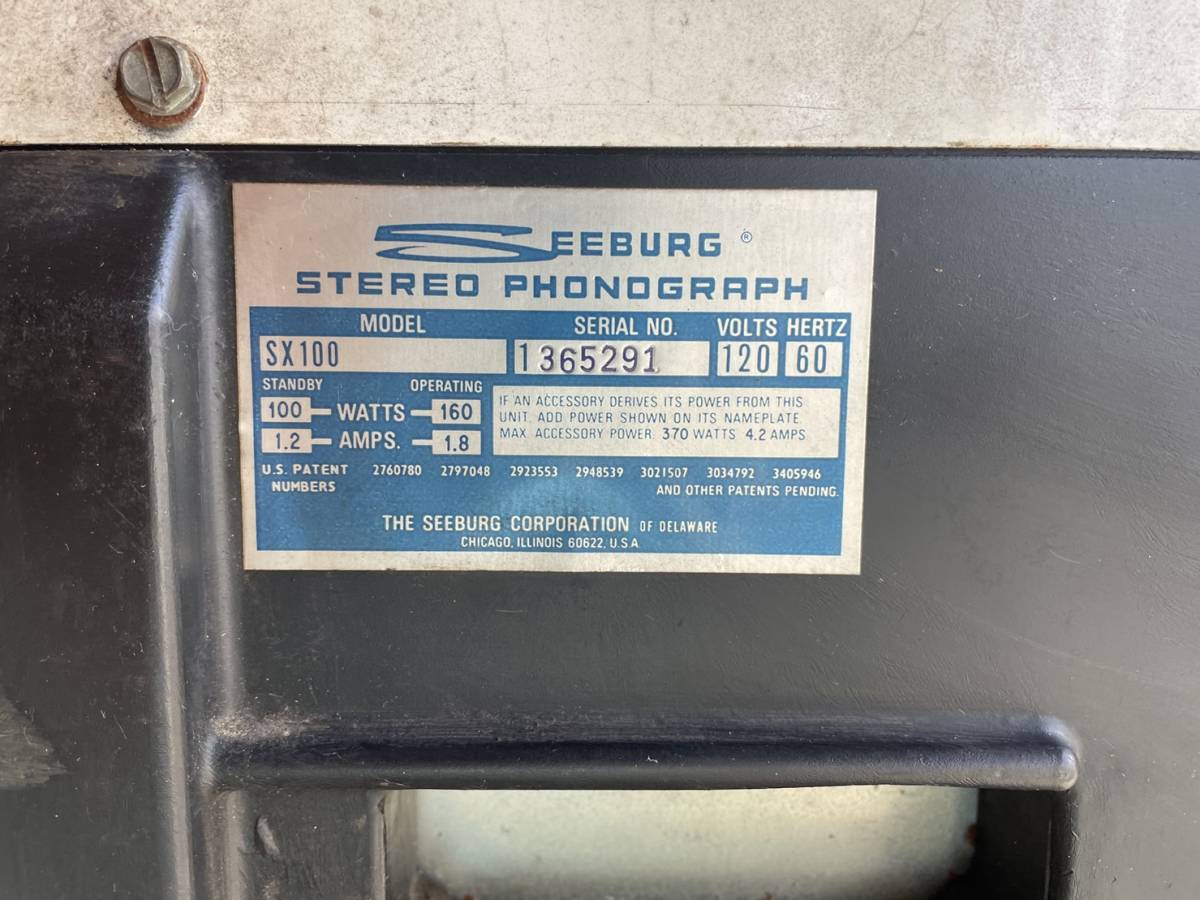 SEEBURG ®
STEREO PHONOGRAPH
MODEL SERIAL NO. VOLTS HERTZ
SX100 1 365291 120 60
STANDBY OPERATING
100 WATTS 160
1.2 AMPS. 1.8
IF AN ACCESSORY DERIVES ITS POWER FROM THIS
UNIT ADD POWER SHOWN ON ITS NAMEPLATE.
MAX. ACCESSORY POWER: 370 WATTS 4.2 AMPS
U.S. PATENT 2760780 2797048 2923553 2948539 3021507 3034792 3405946
NUMBERS AND OTHER PATENTS PENDING.
THE SEEBURG CORPORATION OF DELAWARE
CHICAGO, ILLINOIS 60622, U.S.A